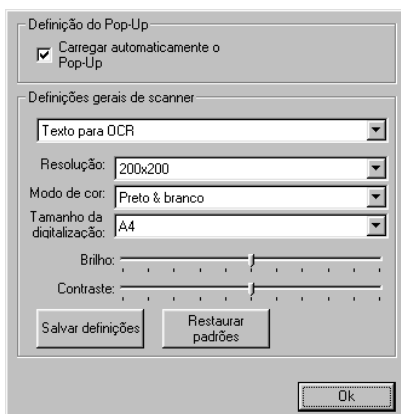 Definição do Pop-Up
Carregar automaticamente o
Pop-Up
Definições gerais de scanner
Texto para OCR
Resolução: 200x200
Modo de cor: Preto & branco
Tamanho da
digitalização: A4
Brilho:
Contraste:
Salvar definições
Restaurar
padrões
Ok